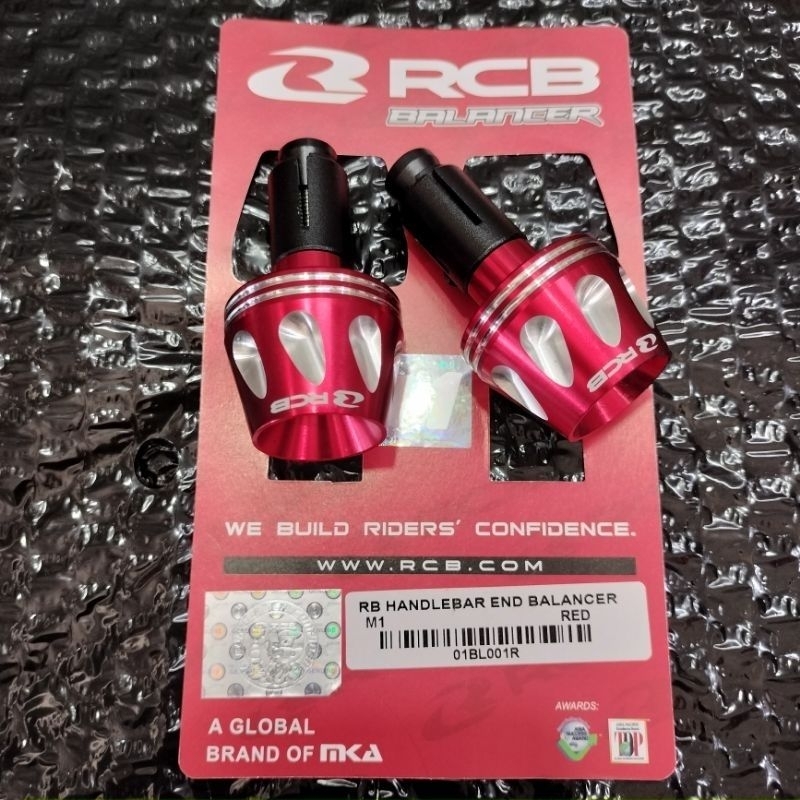 RCB
BALANCER
RCB
RCB
WE BUILD RIDERS' CONFIDENCE.
WWW.RCB.COM
RB HANDLEBAR END BALANCER
M1 RED
01BL001R
AWARDS:
A GLOBAL
BRAND OF MKA
TOP